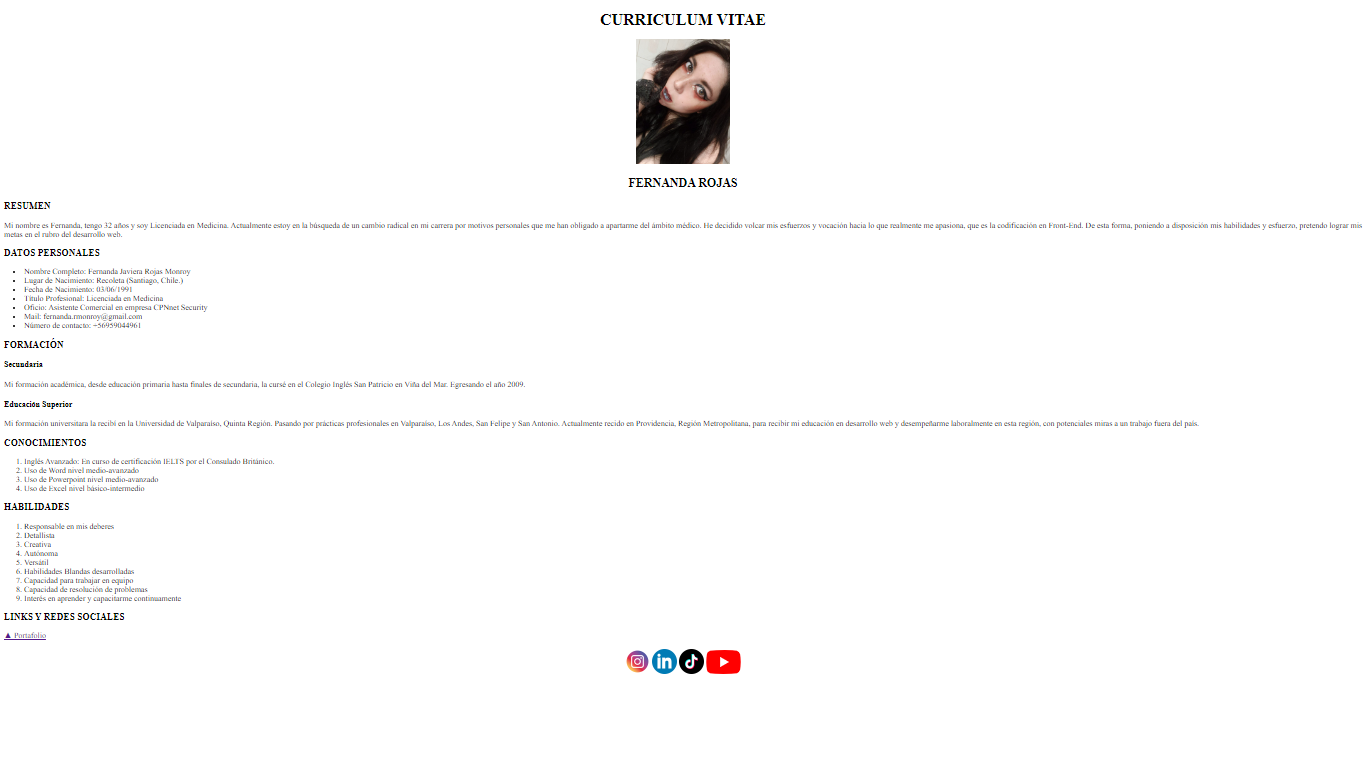 CURRICULUM VITAE
FERNANDA ROJAS
RESUMEN
Mi nombre es Fernanda, tengo 32 años y soy Licenciada en Medicina. Actualmente estoy en la búsqueda de un cambio radical en mi carrera por motivos personales que me han obligado a apartarme del ámbito médico. He decidido volcar mis esfuerzos y vocación hacia lo que realmente me apasiona, que es la codificación en Front-End. De esta forma, poniendo a disposición mis habilidades y esfuerzo, pretendo lograr mis
metas en el rubro del desarrollo web.
DATOS PERSONALES
• Nombre Completo: Fernanda Javiera Rojas Monroy
• Lugar de Nacimiento: Recoleta (Santiago, Chile.)
• Fecha de Nacimiento: 03/06/1991
• Título Profesional: Licenciada en Medicina
• Oficio: Asistente Comercial en empresa CPNnet Security
• Mail: fernanda.rmonroy@gmail.com
• Número de contacto: +56959044961
FORMACIÓN
Secundaria
Mi formación académica, desde educación primaria hasta finales de secundaria, la cursé en el Colegio Inglés San Patricio en Viña del Mar. Egresando el año 2009.
Educación Superior
Mi formación universitara la recibí en la Universidad de Valparaíso, Quinta Región. Pasando por prácticas profesionales en Valparaíso, Los Andes, San Felipe y San Antonio. Actualmente recido en Providencia, Región Metropolitana, para recibir mi educación en desarrollo web y desempeñarme laboralmente en esta región, con potenciales miras a un trabajo fuera del país.
CONOCIMIENTOS
1. Inglés Avanzado: En curso de certificación IELTS por el Consulado Británico.
2. Uso de Word nivel medio-avanzado
3. Uso de Powerpoint nivel medio-avanzado
4. Uso de Excel nivel básico-intermedio
HABILIDADES
1. Responsable en mis deberes
2. Detallista
3. Creativa
4. Autónoma
5. Versátil
6. Habilidades Blandas desarrolladas
7. Capacidad para trabajar en equipo
8. Capacidad de resolución de problemas
9. Interés en aprender y capacitarme continuamente
LINKS Y REDES SOCIALES
▲ Portafolio
in